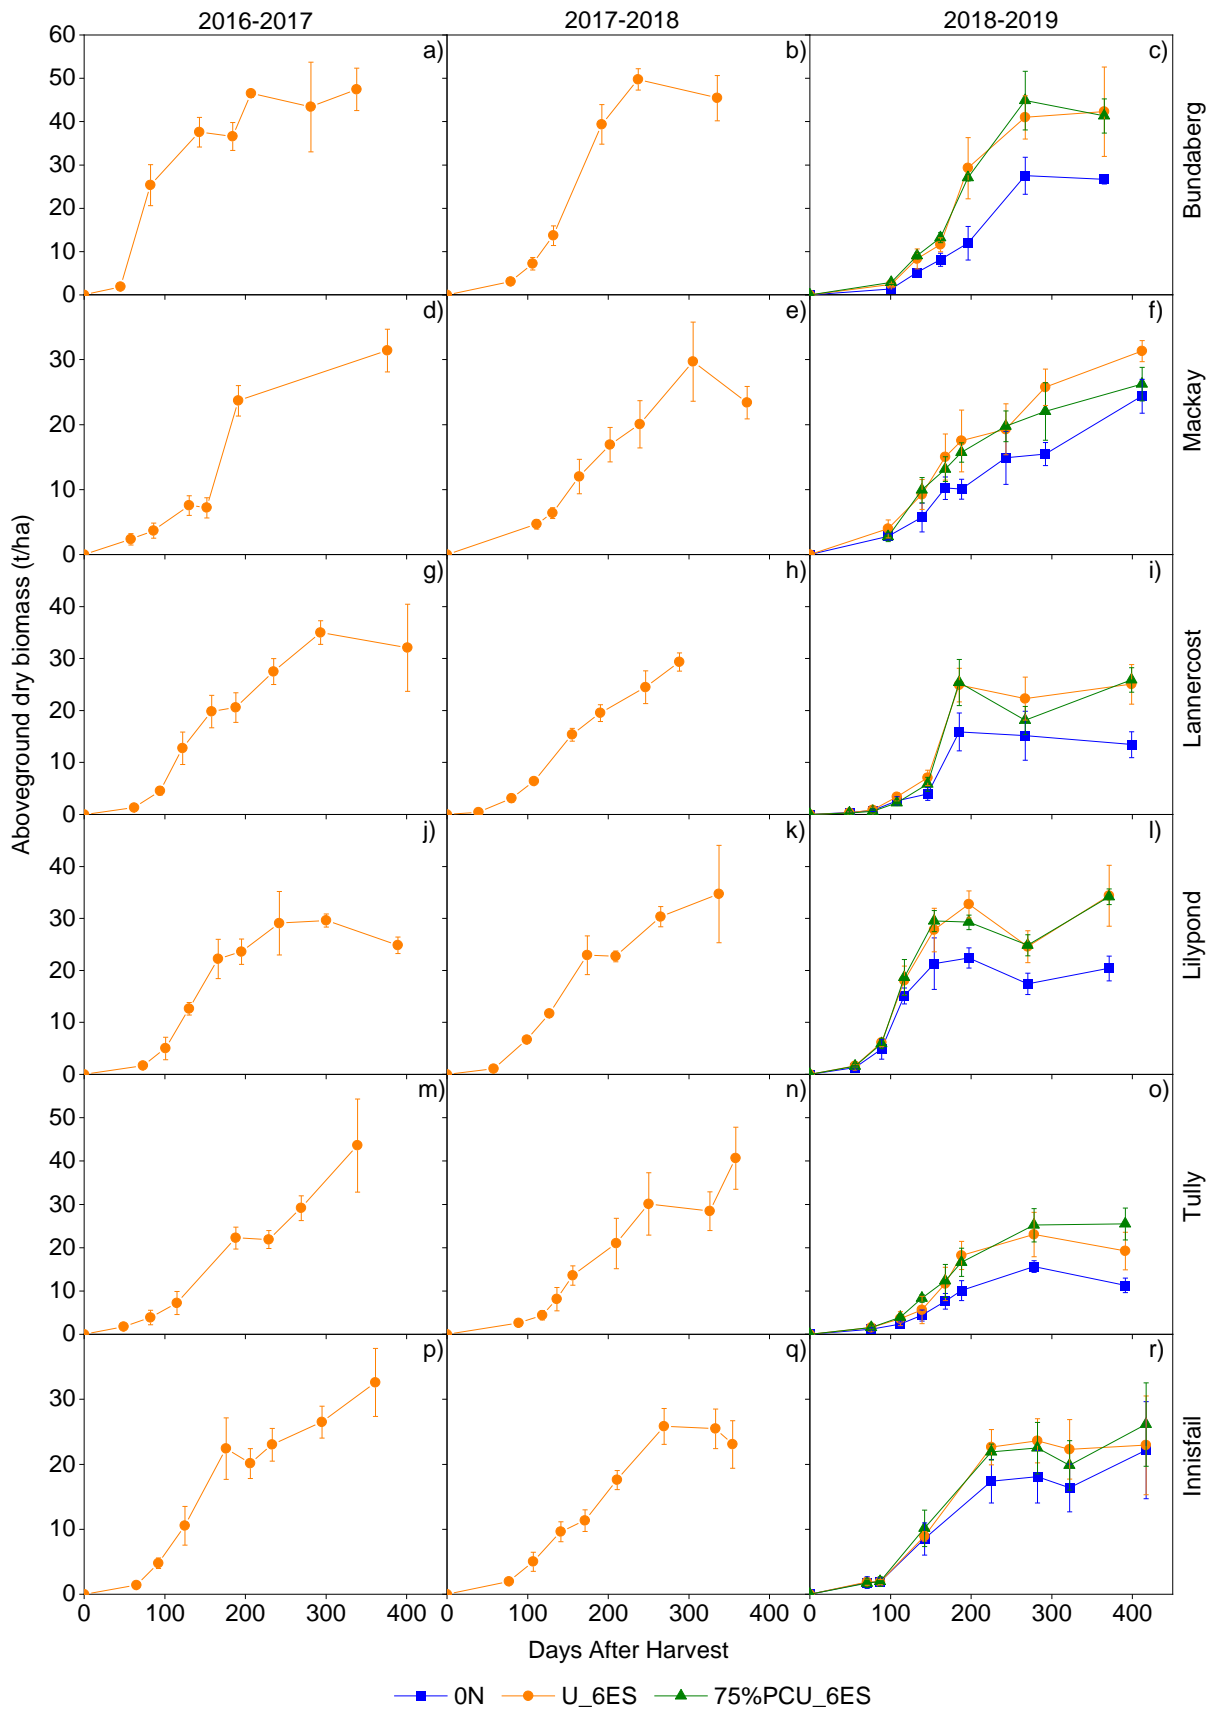 2016-2017 2017-2018 2018-2019
60 a) b) c)
50
40
30
20
10
0
Bundaberg
d) e) f)
30
20
10
0
Mackay
g) h) i)
40
30
20
10
0
Lannercost
j) k) l)
40
30
20
10
0
Lilypond
m) n) o)
50
40
30
20
10
0
Tully
p) q) r)
30
20
10
0
Innisfail
Aboveground dry biomass (t/ha)
0 100 200 300 400 0 100 200 300 400 0 100 200 300 400
Days After Harvest
0N U_6ES 75%PCU_6ES